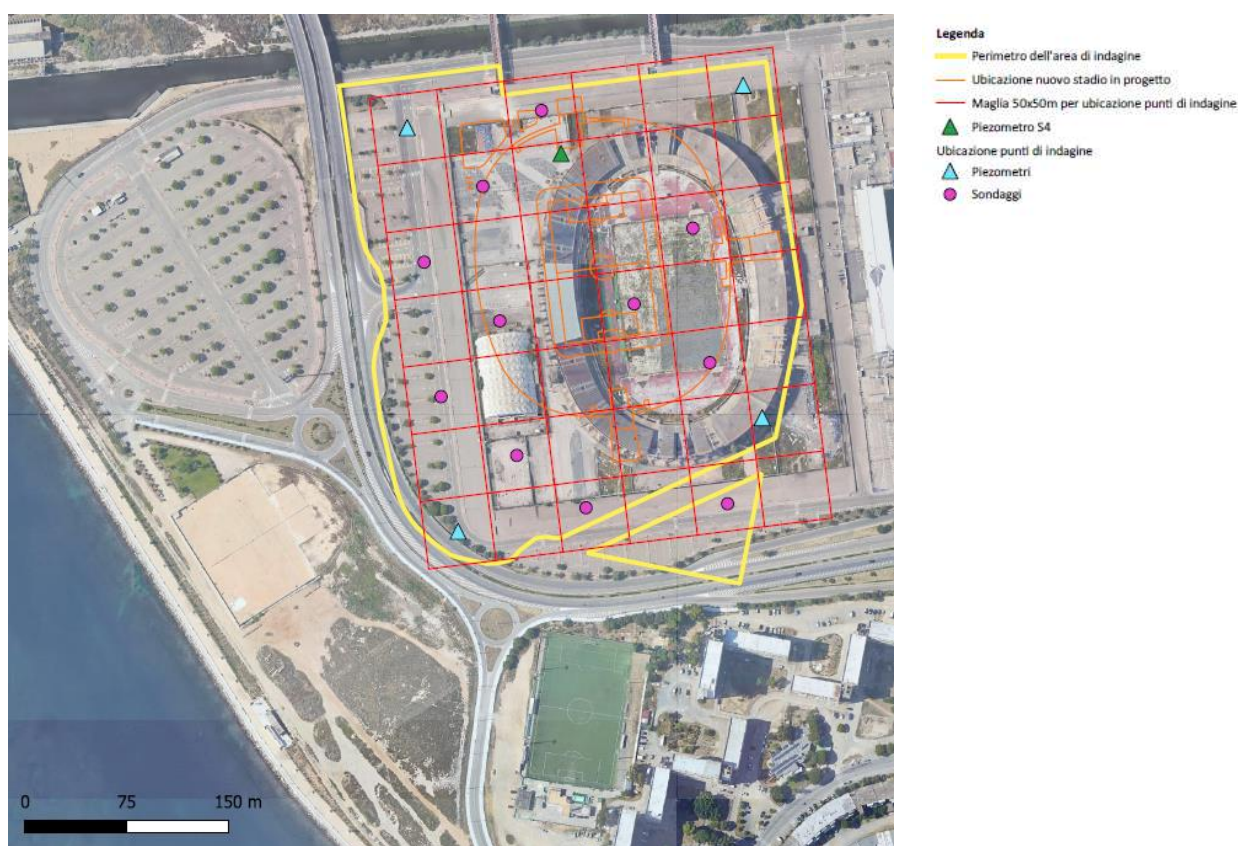 Legenda
Perimetro dell'area di indagine
Ubicazione nuovo stadio in progetto
Maglia 50x50m per ubicazione punti di indagine
Piezometro S4
Ubicazione punti di indagine
Piezometri
Sondaggi
0 75 150 m